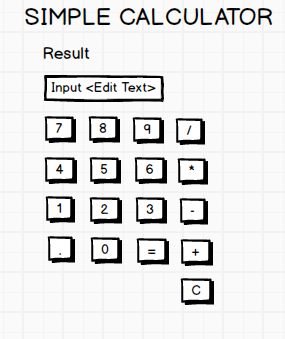 SIMPLE CALCULATOR
Result
Input <Edit Text>
7 8 9 /
4 5 6 *
1 2 3 -
. 0 = +
C